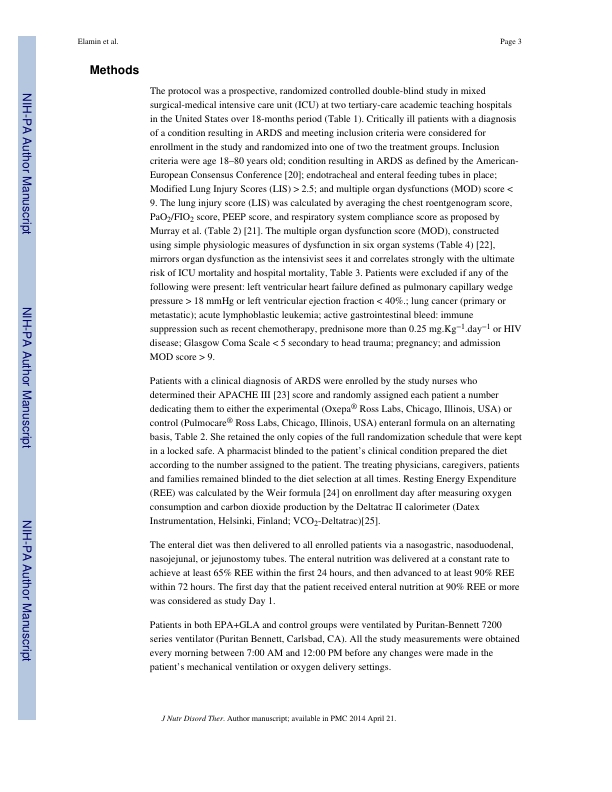 Elamin et al.
Page 3
NIH-PA Author Manuscript
NIH-PA Author Manuscript
NIH-PA Author Manuscript
Methods
The protocol was a prospective, randomized controlled double-blind study in mixed
surgical-medical intensive care unit (ICU) at two tertiary-care academic teaching hospitals
in the United States over 18-months period (Table 1). Critically ill patients with a diagnosis
of a condition resulting in ARDS and meeting inclusion criteria were considered for
enrollment in the study and randomized into one of two the treatment groups. Inclusion
criteria were age 18–80 years old; condition resulting in ARDS as defined by the American-
European Consensus Conference [20]; endotracheal and enteral feeding tubes in place;
Modified Lung Injury Scores (LIS) > 2.5; and multiple organ dysfunctions (MOD) score <
9. The lung injury score (LIS) was calculated by averaging the chest roentgenogram score,
PaO2/FIO2 score, PEEP score, and respiratory system compliance score as proposed by
Murray et al. (Table 2) [21]. The multiple organ dysfunction score (MOD), constructed
using simple physiologic measures of dysfunction in six organ systems (Table 4) [22],
mirrors organ dysfunction as the intensivist sees it and correlates strongly with the ultimate
risk of ICU mortality and hospital mortality, Table 3. Patients were excluded if any of the
following were present: left ventricular heart failure defined as pulmonary capillary wedge
pressure > 18 mmHg or left ventricular ejection fraction < 40%.; lung cancer (primary or
metastatic); acute lymphoblastic leukemia; active gastrointestinal bleed: immune
suppression such as recent chemotherapy, prednisone more than 0.25 mg.Kg−1.day−1 or HIV
disease; Glasgow Coma Scale < 5 secondary to head trauma; pregnancy; and admission
MOD score > 9.
Patients with a clinical diagnosis of ARDS were enrolled by the study nurses who
determined their APACHE III [23] score and randomly assigned each patient a number
dedicating them to either the experimental (Oxepa® Ross Labs, Chicago, Illinois, USA) or
control (Pulmocare® Ross Labs, Chicago, Illinois, USA) enteranl formula on an alternating
basis, Table 2. She retained the only copies of the full randomization schedule that were kept
in a locked safe. A pharmacist blinded to the patient’s clinical condition prepared the diet
according to the number assigned to the patient. The treating physicians, caregivers, patients
and families remained blinded to the diet selection at all times. Resting Energy Expenditure
(REE) was calculated by the Weir formula [24] on enrollment day after measuring oxygen
consumption and carbon dioxide production by the Deltatrac II calorimeter (Datex
Instrumentation, Helsinki, Finland; VCO2-Deltatrac)[25].
The enteral diet was then delivered to all enrolled patients via a nasogastric, nasoduodenal,
nasojejunal, or jejunostomy tubes. The enteral nutrition was delivered at a constant rate to
achieve at least 65% REE within the first 24 hours, and then advanced to at least 90% REE
within 72 hours. The first day that the patient received enteral nutrition at 90% REE or more
was considered as study Day 1.
Patients in both EPA+GLA and control groups were ventilated by Puritan-Bennett 7200
series ventilator (Puritan Bennett, Carlsbad, CA). All the study measurements were obtained
every morning between 7:00 AM and 12:00 PM before any changes were made in the
patient’s mechanical ventilation or oxygen delivery settings.
J Nutr Disord Ther. Author manuscript; available in PMC 2014 April 21.